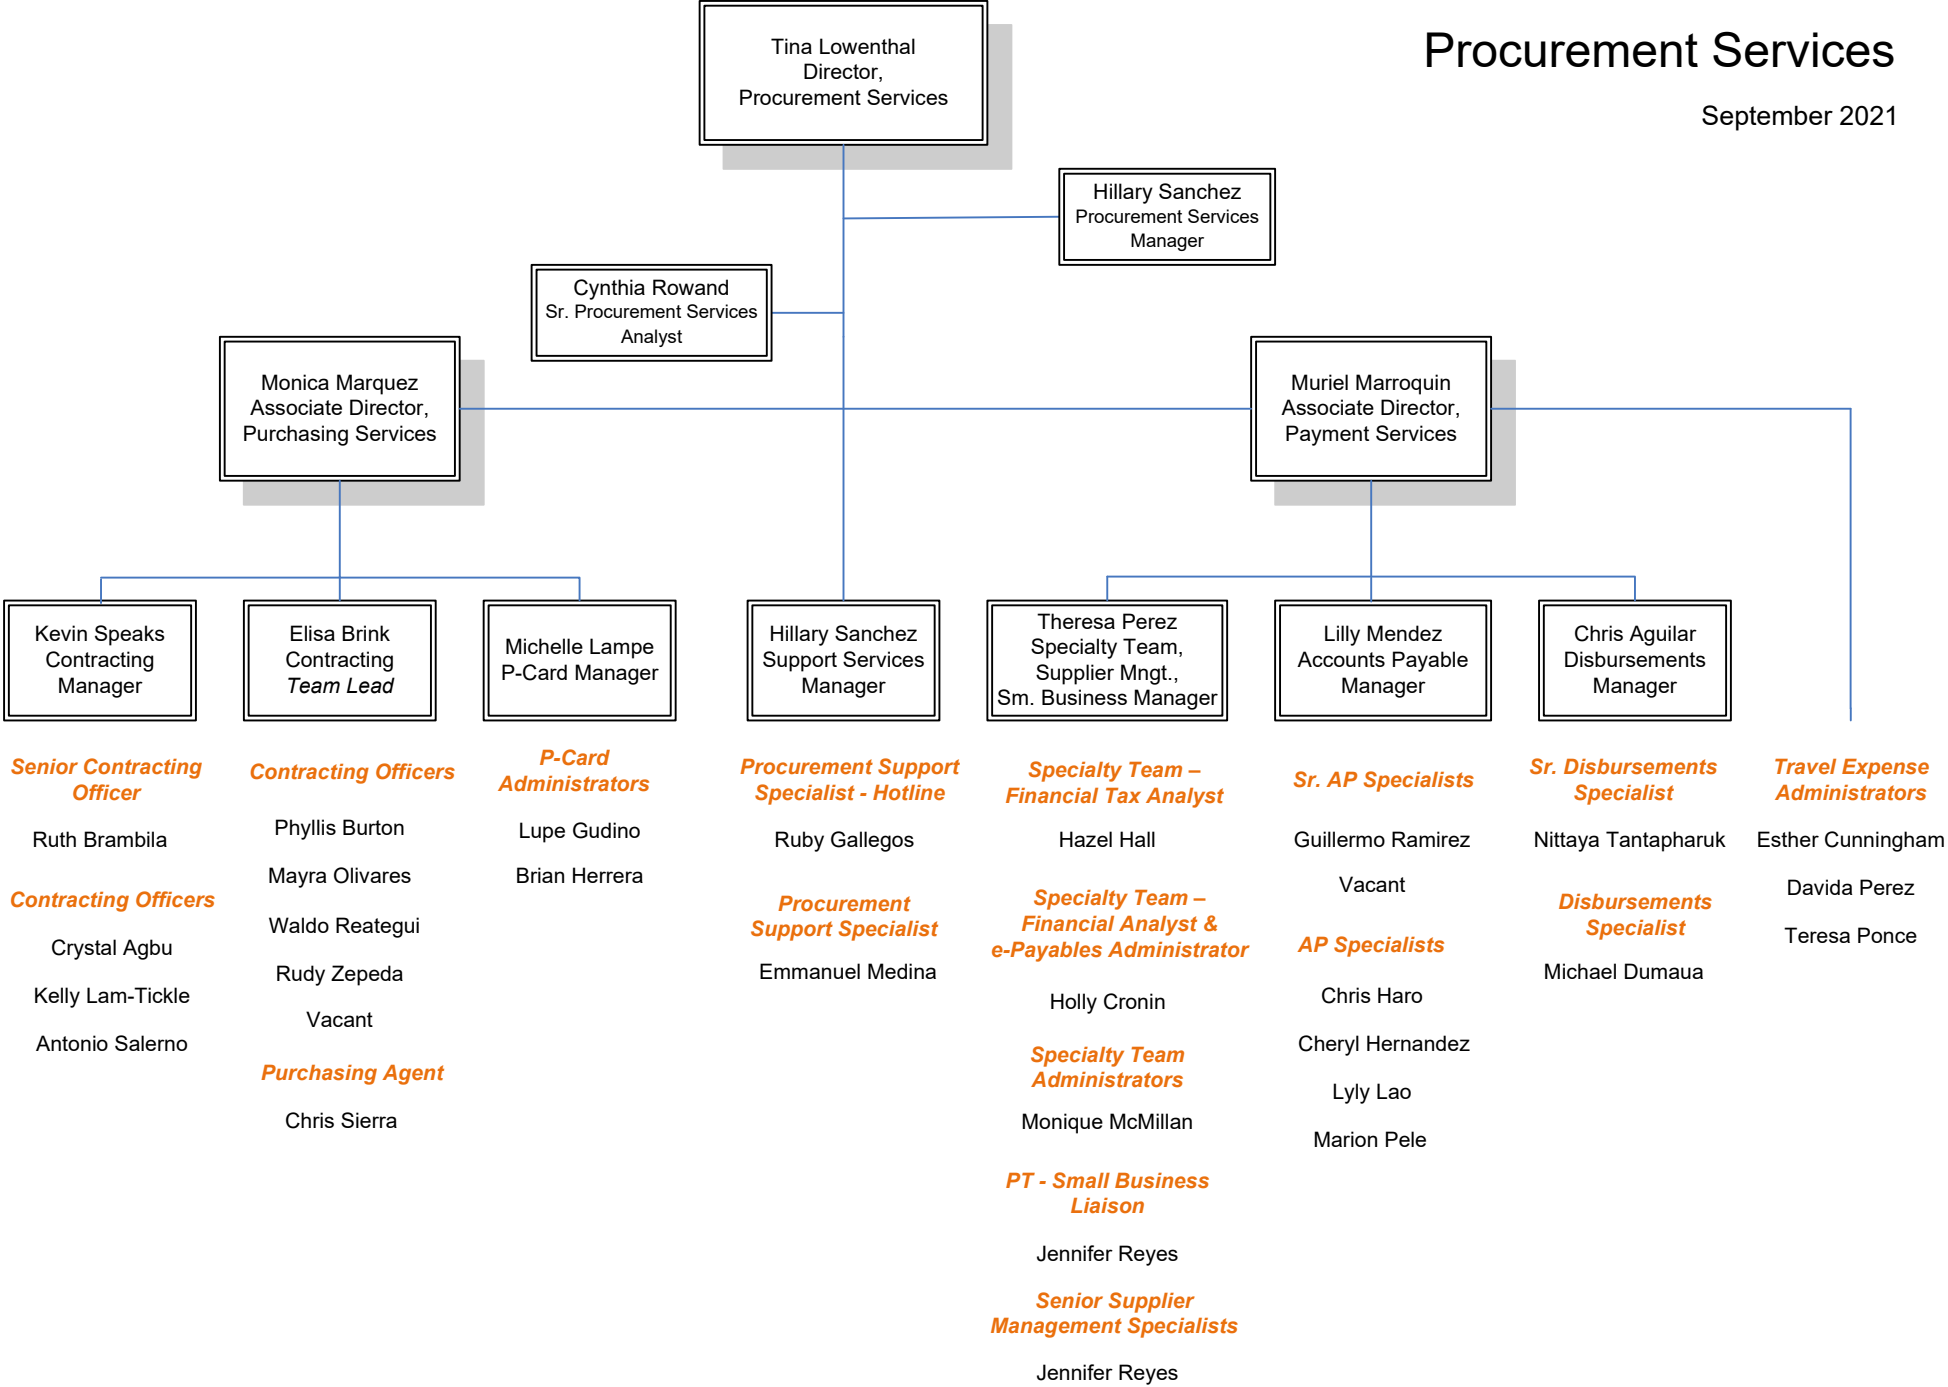 Procurement Services
September 2021
Tina Lowenthal
Director,
Procurement Services
Hillary Sanchez
Procurement Services
Manager
Cynthia Rowand
Sr. Procurement Services
Analyst
Monica Marquez
Associate Director,
Purchasing Services
Muriel Marroquin
Associate Director,
Payment Services
Kevin Speaks
Contracting
Manager
Elisa Brink
Contracting
Team Lead
Michelle Lampe
P-Card Manager
Hillary Sanchez
Support Services
Manager
Theresa Perez
Specialty Team,
Supplier Mngt.,
Sm. Business Manager
Lilly Mendez
Accounts Payable
Manager
Chris Aguilar
Disbursements
Manager
Senior Contracting
Officer
Ruth Brambila
Contracting Officers
Crystal Agbu
Kelly Lam-Tickle
Antonio Salerno
Contracting Officers
Phyllis Burton
Mayra Olivares
Waldo Reategui
Rudy Zepeda
Vacant
Purchasing Agent
Chris Sierra
P-Card
Administrators
Lupe Gudino
Brian Herrera
Procurement Support
Specialist - Hotline
Ruby Gallegos
Procurement
Support Specialist
Emmanuel Medina
Specialty Team –
Financial Tax Analyst
Hazel Hall
Specialty Team –
Financial Analyst &
e-Payables Administrator
Holly Cronin
Specialty Team
Administrators
Monique McMillan
PT - Small Business
Liaison
Jennifer Reyes
Senior Supplier
Management Specialists
Jennifer Reyes
Sr. AP Specialists
Guillermo Ramirez
Vacant
AP Specialists
Chris Haro
Cheryl Hernandez
Lyly Lao
Marion Pele
Sr. Disbursements
Specialist
Nittaya Tantapharuk
Disbursements
Specialist
Michael Dumaua
Travel Expense
Administrators
Esther Cunningham
Davida Perez
Teresa Ponce